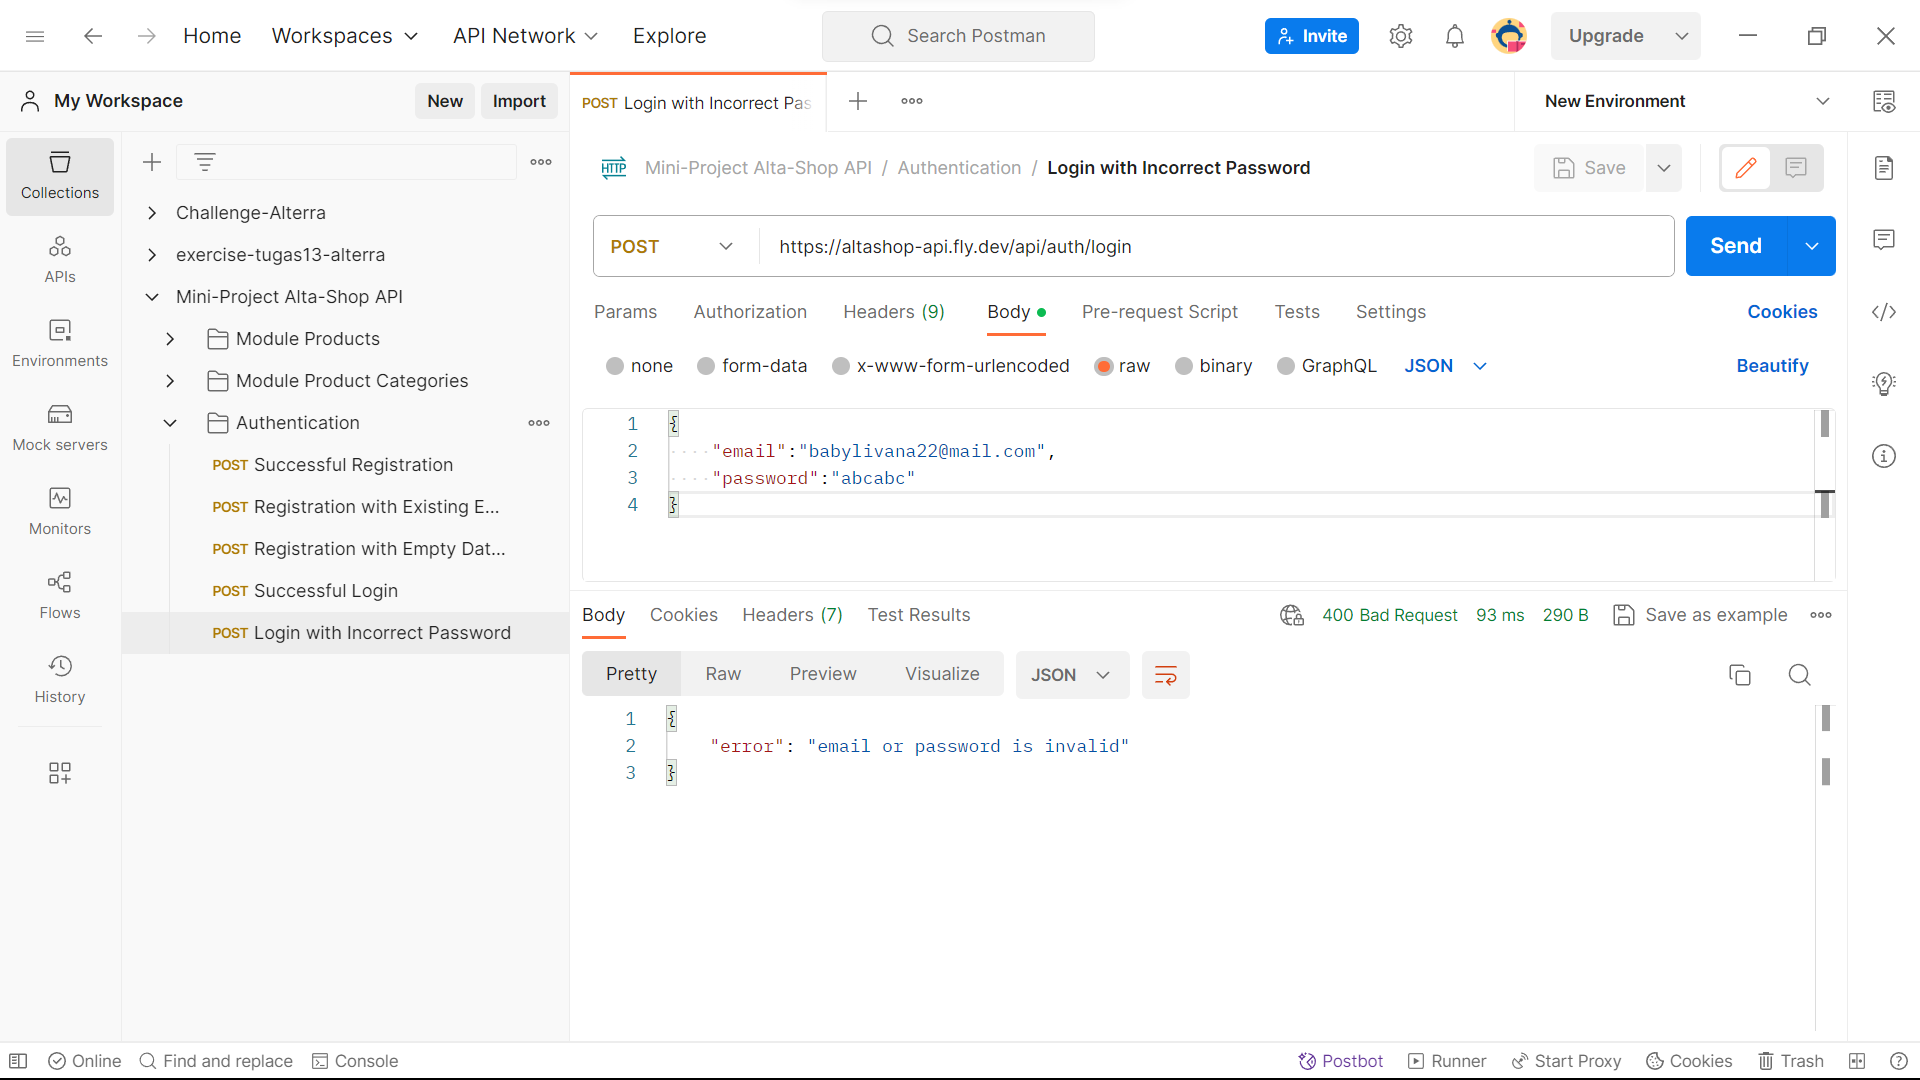 Home
Workspaces
API Network
Explore
Search Postman
Invite
Upgrade
My Workspace
New
Import
POST Login with Incorrect Pas
New Environment
Collections
APIs
Environments
Mock servers
Monitors
Flows
History
Challenge-Alterra
exercise-tugas13-alterra
Mini-Project Alta-Shop API
Module Products
Module Product Categories
Authentication
POST Successful Registration
POST Registration with Existing E...
POST Registration with Empty Dat...
POST Successful Login
POST Login with Incorrect Password
HTTP Mini-Project Alta-Shop API / Authentication / Login with Incorrect Password
Save
POST https://altashop-api.fly.dev/api/auth/login
Send
Params Authorization Headers (9) Body Pre-request Script Tests Settings Cookies
none form-data x-www-form-urlencoded raw binary GraphQL JSON Beautify
1 {
2 ····"email":"babylivana22@mail.com",
3 ····"password":"abcabc"
4 }
Body Cookies Headers (7) Test Results 400 Bad Request 93 ms 290 B Save as example
Pretty Raw Preview Visualize JSON
1 {
2 "error": "email or password is invalid"
3 }
Online Find and replace Console Postbot Runner Start Proxy Cookies Trash